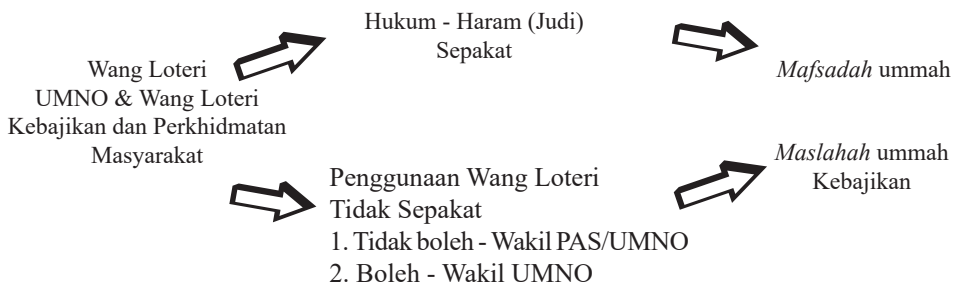 Wang Loteri
UMNO & Wang Loteri
Kebajikan dan Perkhidmatan
Masyarakat
Hukum - Haram (Judi)
Sepakat
Mafsadah ummah
Penggunaan Wang Loteri
Tidak Sepakat
1. Tidak boleh - Wakil PAS/UMNO
2. Boleh - Wakil UMNO
Maslahah ummah
Kebajikan